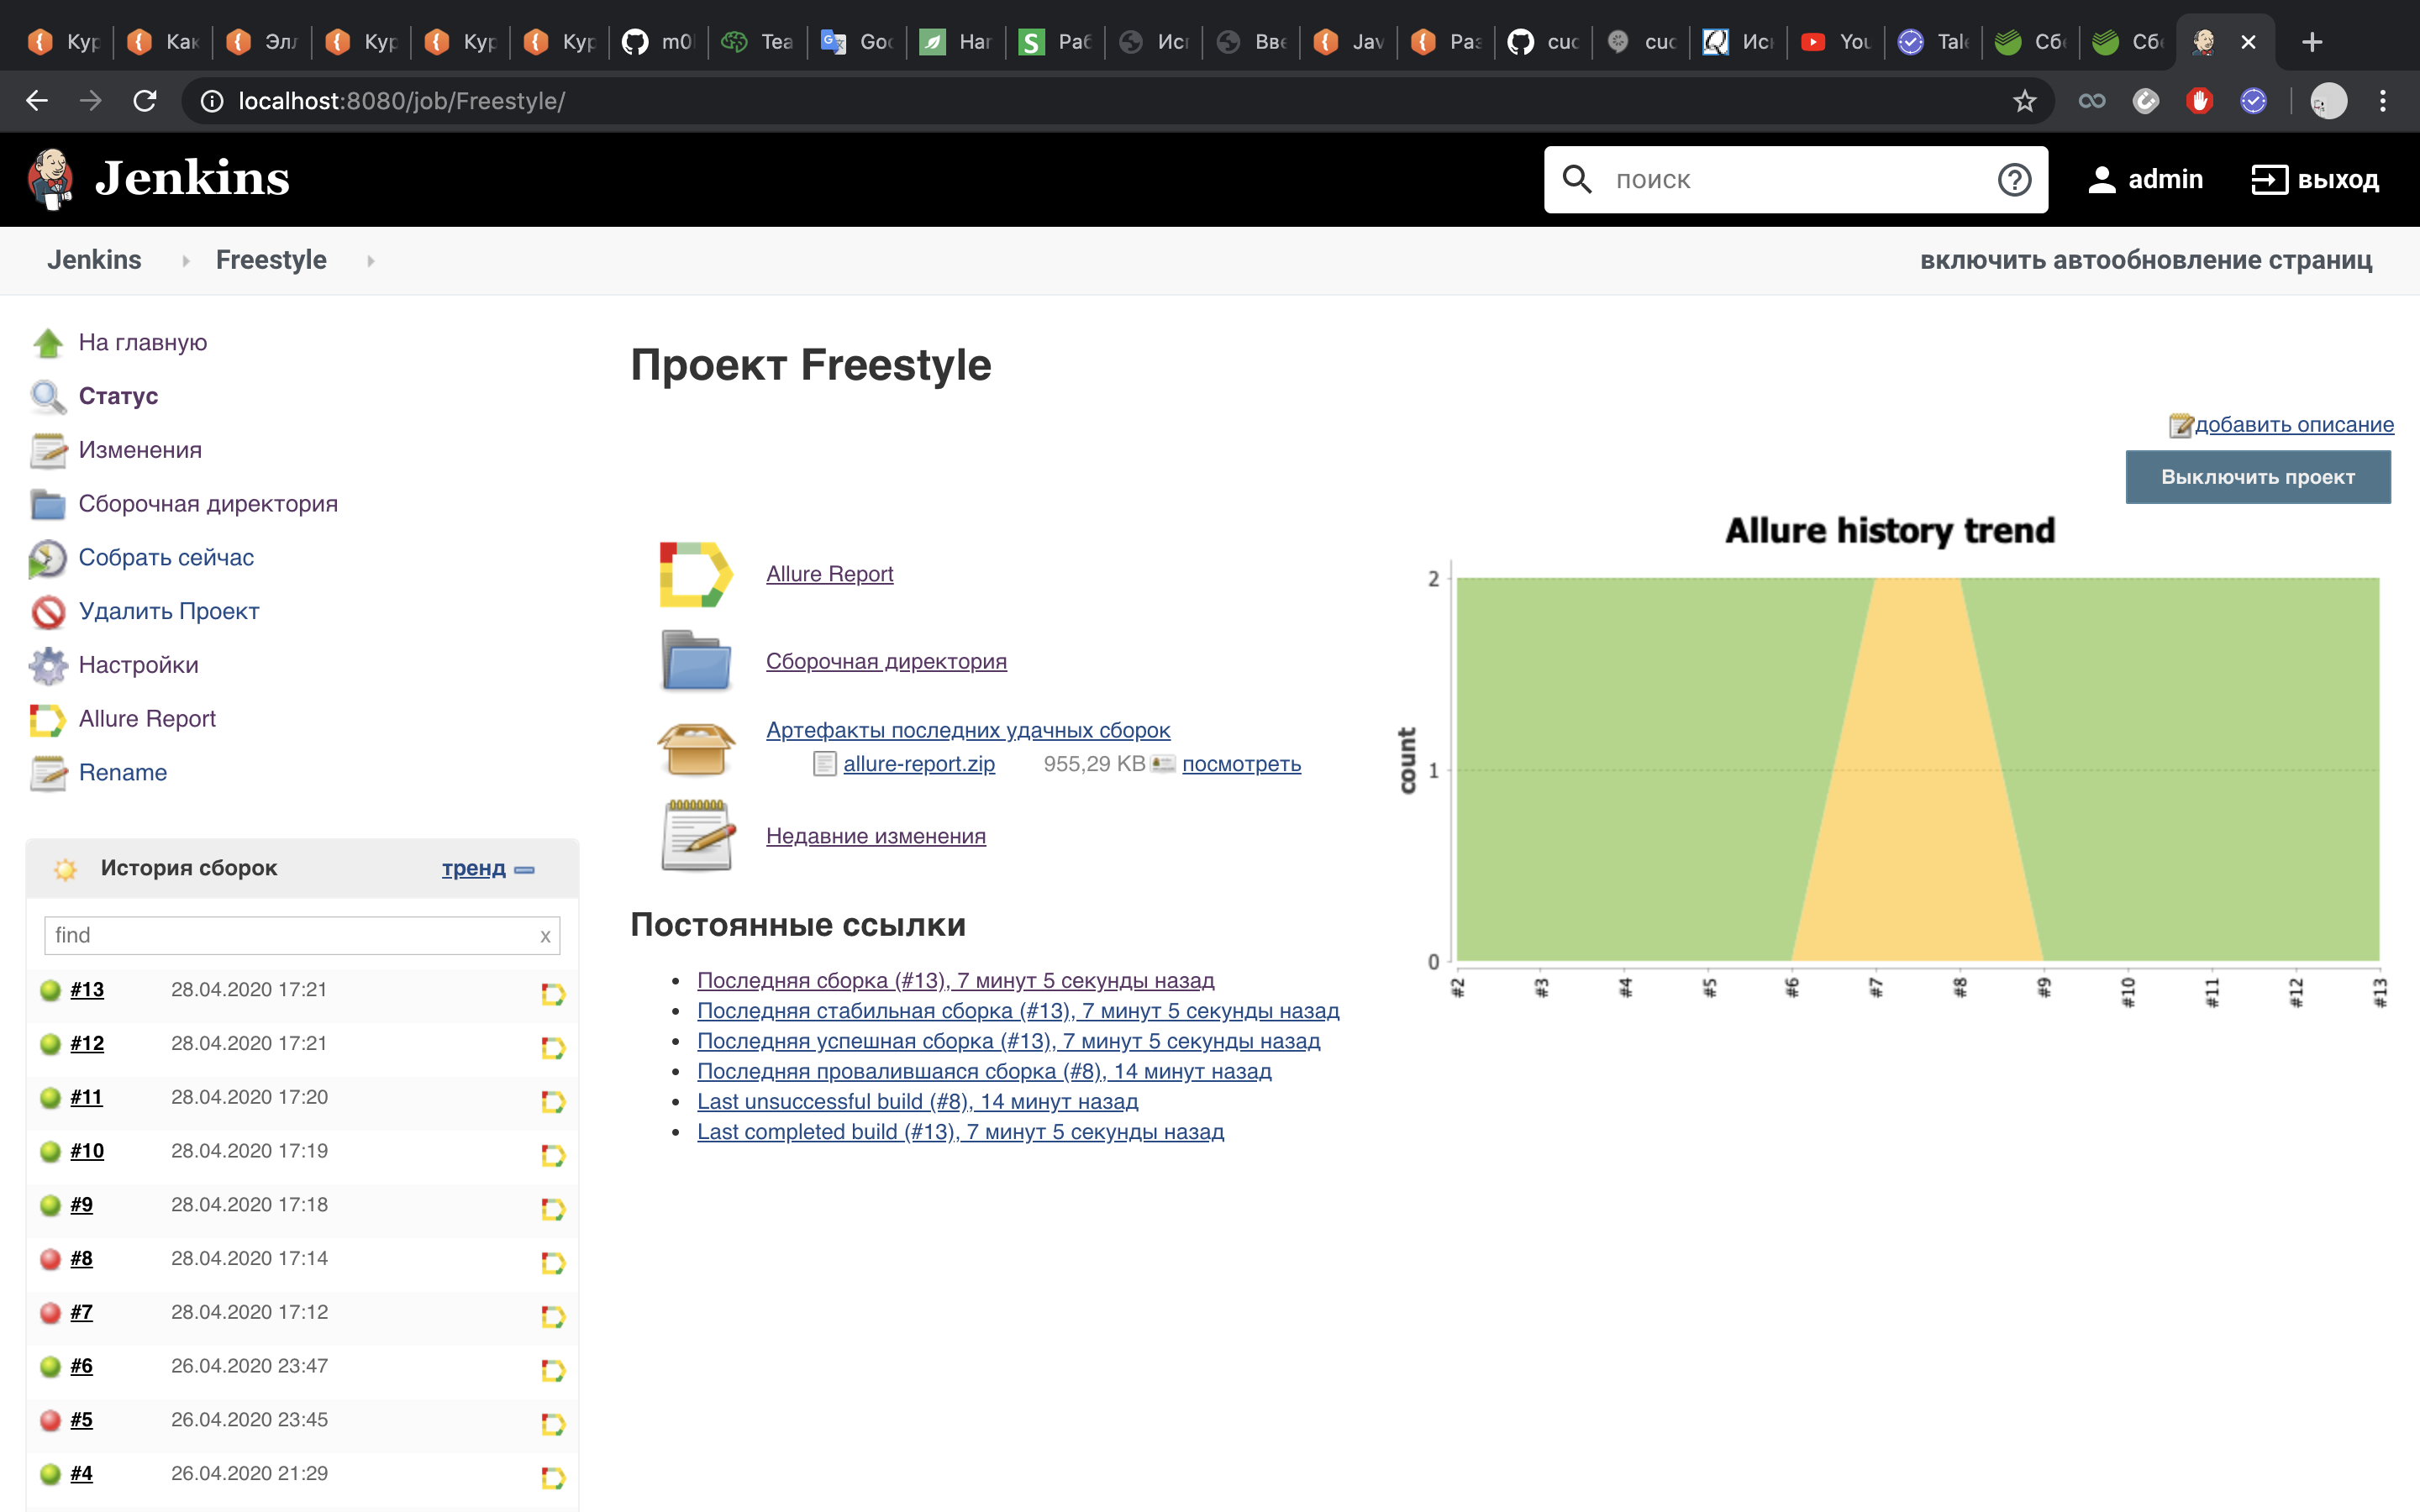 Кур Как Элл Кур Кур Кур m0 Tea Goo Наг Раб Исп Вве Jav Раз cuc cuc Исп You Tale Сбе Сбе
localhost:8080/job/Freestyle/
Jenkins
поиск
admin
выход
Jenkins Freestyle
включить автообновление страниц
На главную
Статус
Изменения
Сборочная директория
Собрать сейчас
Удалить Проект
Настройки
Allure Report
Rename
История сборок тренд
find x
#13 28.04.2020 17:21
#12 28.04.2020 17:21
#11 28.04.2020 17:20
#10 28.04.2020 17:19
#9 28.04.2020 17:18
#8 28.04.2020 17:14
#7 28.04.2020 17:12
#6 26.04.2020 23:47
#5 26.04.2020 23:45
#4 26.04.2020 21:29
Проект Freestyle
добавить описание
Выключить проект
Allure Report
Сборочная директория
Артефакты последних удачных сборок
allure-report.zip 955,29 KB посмотреть
Недавние изменения
Allure history trend
count
2
1
0
#2 #3 #4 #5 #6 #7 #8 #9 #10 #11 #12 #13
Постоянные ссылки
Последняя сборка (#13), 7 минут 5 секунды назад
Последняя стабильная сборка (#13), 7 минут 5 секунды назад
Последняя успешная сборка (#13), 7 минут 5 секунды назад
Последняя провалившаяся сборка (#8), 14 минут назад
Last unsuccessful build (#8), 14 минут назад
Last completed build (#13), 7 минут 5 секунды назад